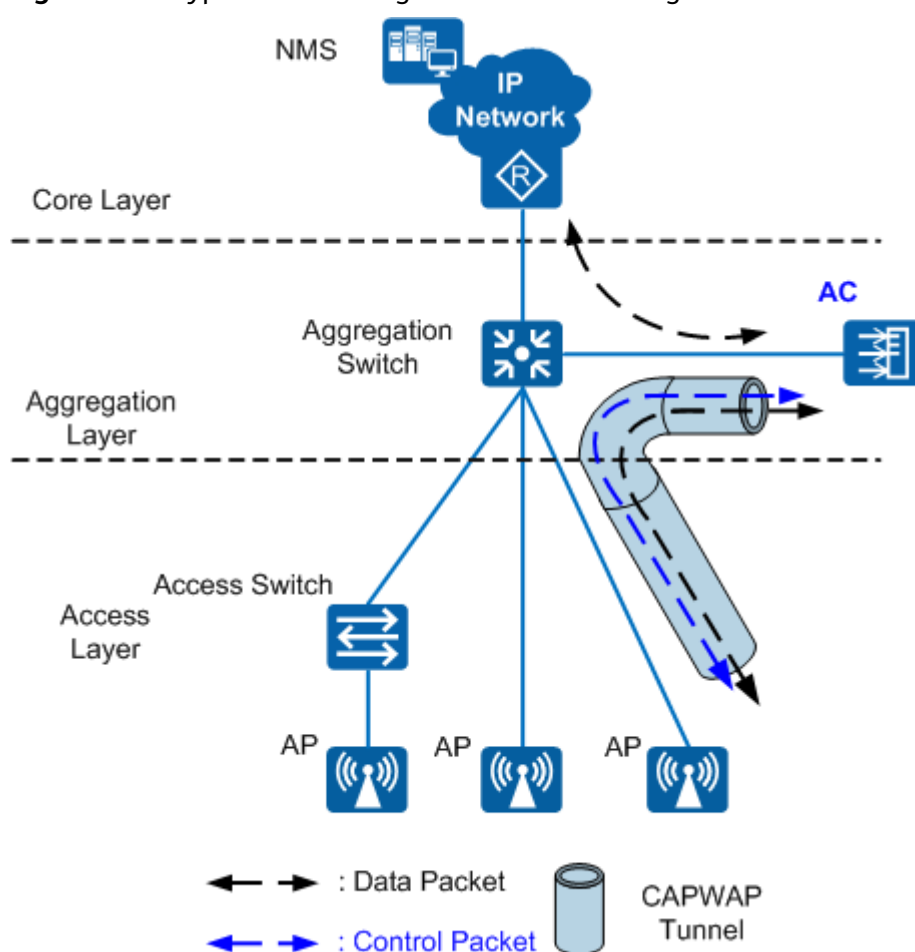 NMS
IP
Network
R
Core Layer
AC
Aggregation
Switch
Aggregation
Layer
Access Switch
Access
Layer
AP
AP
AP
: Data Packet
CAPWAP
Tunnel
: Control Packet